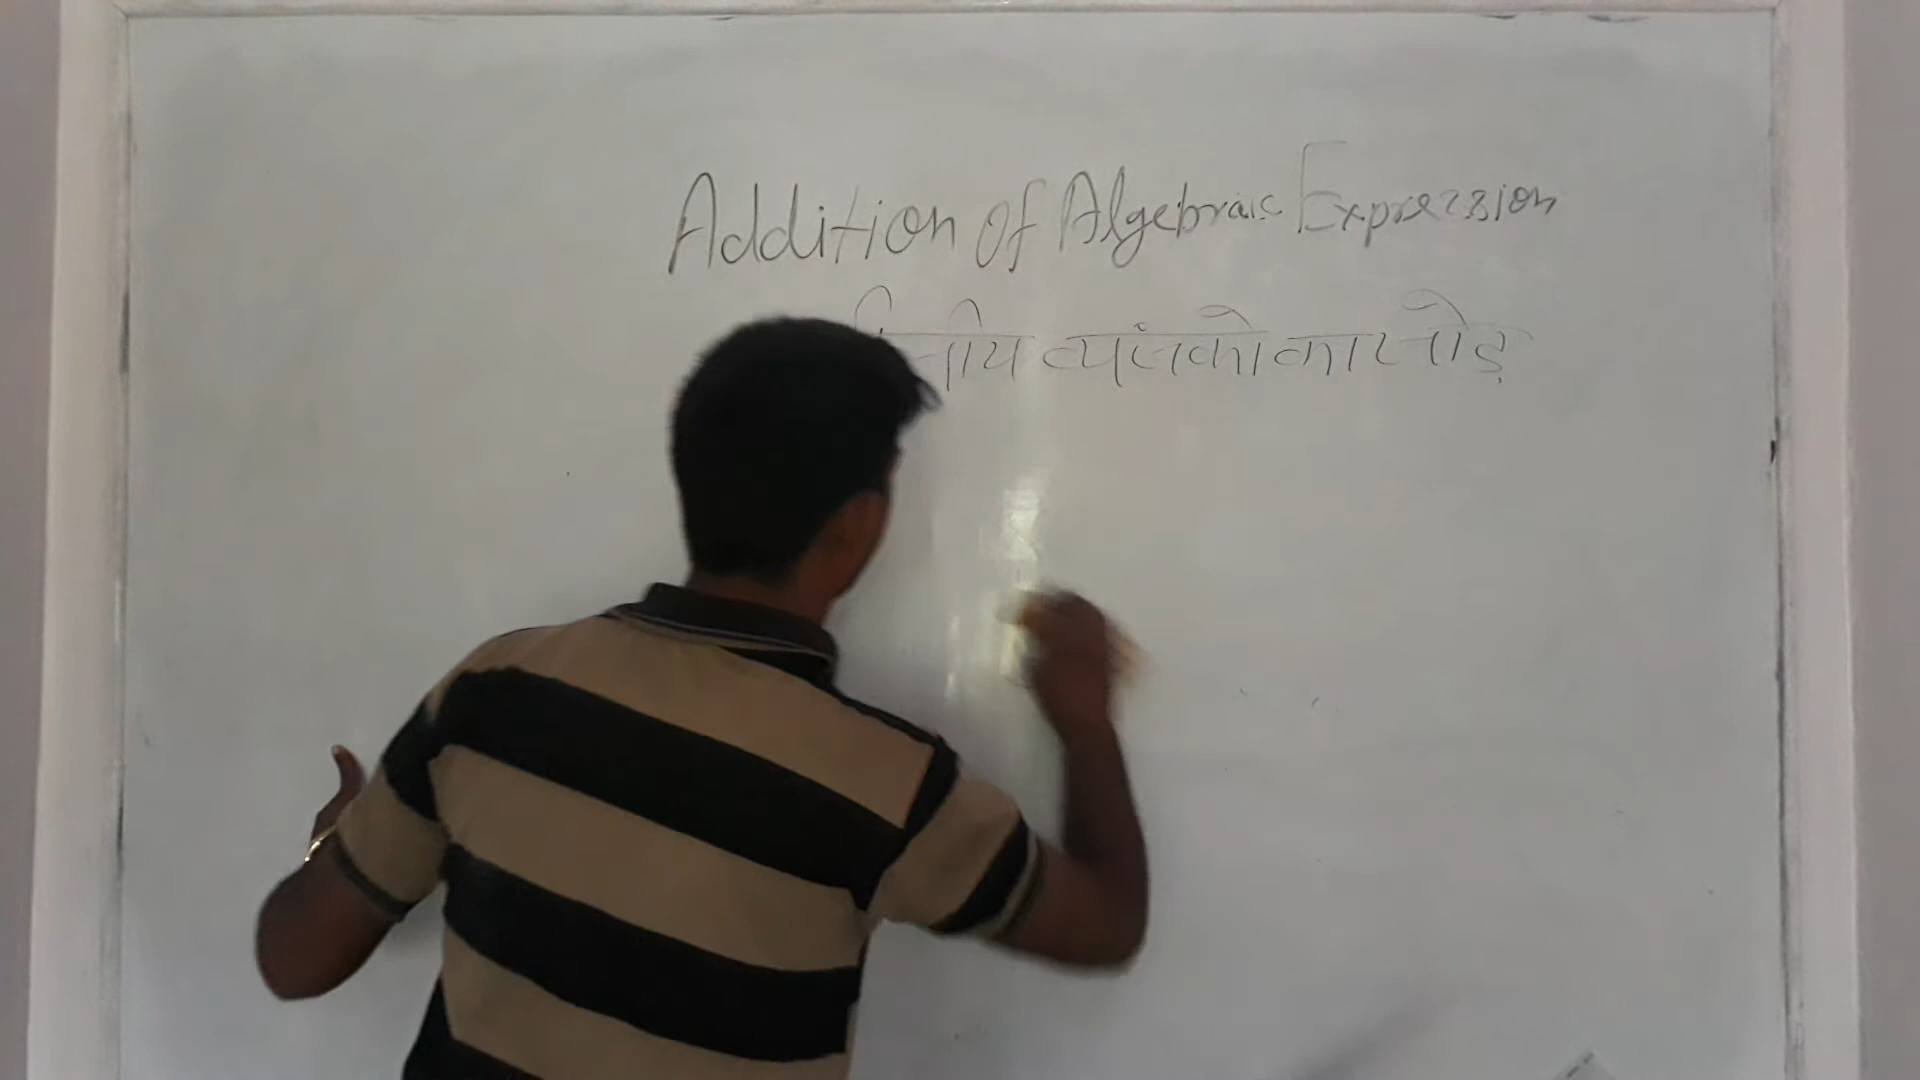 Addition of Algebraic Expression
व्यंजको का जोड़